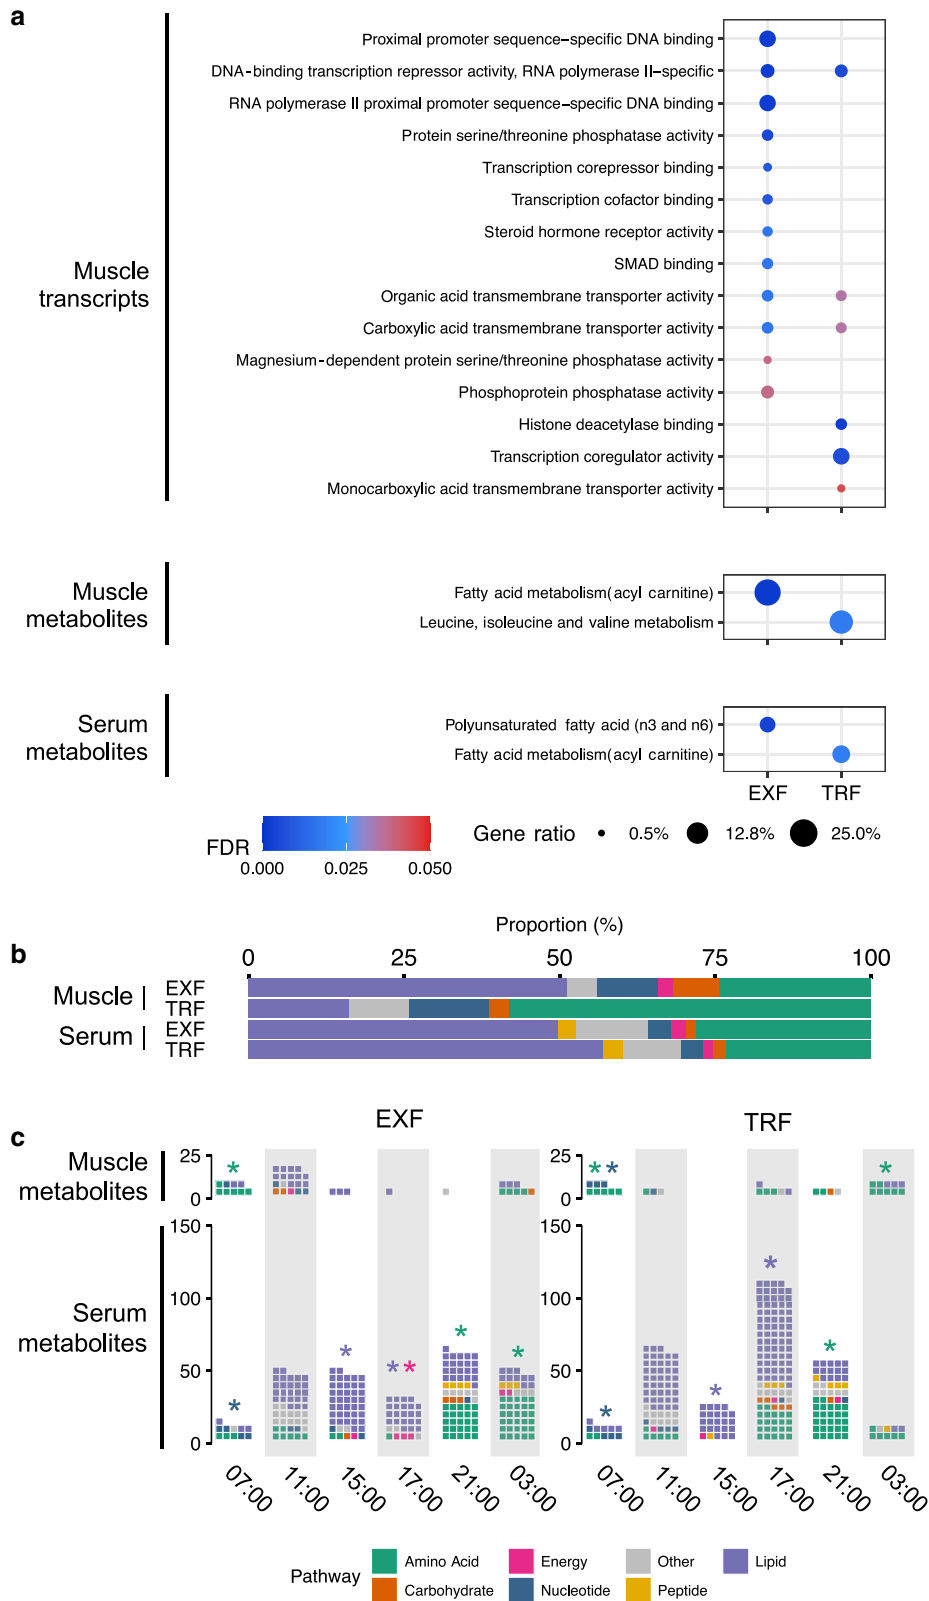 a
Muscle
transcripts
Proximal promoter sequence−specific DNA binding
DNA-binding transcription repressor activity, RNA polymerase II−specific
RNA polymerase II proximal promoter sequence−specific DNA binding
Protein serine/threonine phosphatase activity
Transcription corepressor binding
Transcription cofactor binding
Steroid hormone receptor activity
SMAD binding
Organic acid transmembrane transporter activity
Carboxylic acid transmembrane transporter activity
Magnesium-dependent protein serine/threonine phosphatase activity
Phosphoprotein phosphatase activity
Histone deacetylase binding
Transcription coregulator activity
Monocarboxylic acid transmembrane transporter activity
Muscle
metabolites
Fatty acid metabolism(acyl carnitine)
Leucine, isoleucine and valine metabolism
Serum
metabolites
Polyunsaturated fatty acid (n3 and n6)
Fatty acid metabolism(acyl carnitine)
EXF TRF
FDR
0.000 0.025 0.050
Gene ratio 0.5% 12.8% 25.0%
b
Proportion (%)
0 25 50 75 100
Muscle
EXF
TRF
Serum
EXF
TRF
c
EXF TRF
Muscle
metabolites
25
0
25
0
* * * *
Serum
metabolites
150
100
50
0
150
100
50
0
* * * * * * * * * *
07:00 11:00 15:00 17:00 21:00 03:00
07:00 11:00 15:00 17:00 21:00 03:00
Pathway
Amino Acid Energy Other Lipid
Carbohydrate Nucleotide Peptide